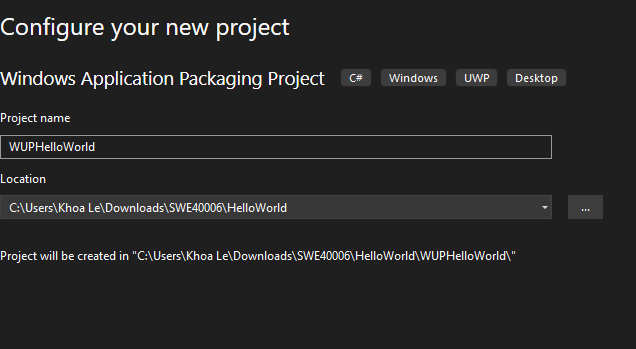 Configure your new project
Windows Application Packaging Project C# Windows UWP Desktop
Project name
WUPHelloWorld
Location
C:\Users\Khoa Le\Downloads\SWE40006\HelloWorld ...
Project will be created in "C:\Users\Khoa Le\Downloads\SWE40006\HelloWorld\WUPHelloWorld\"